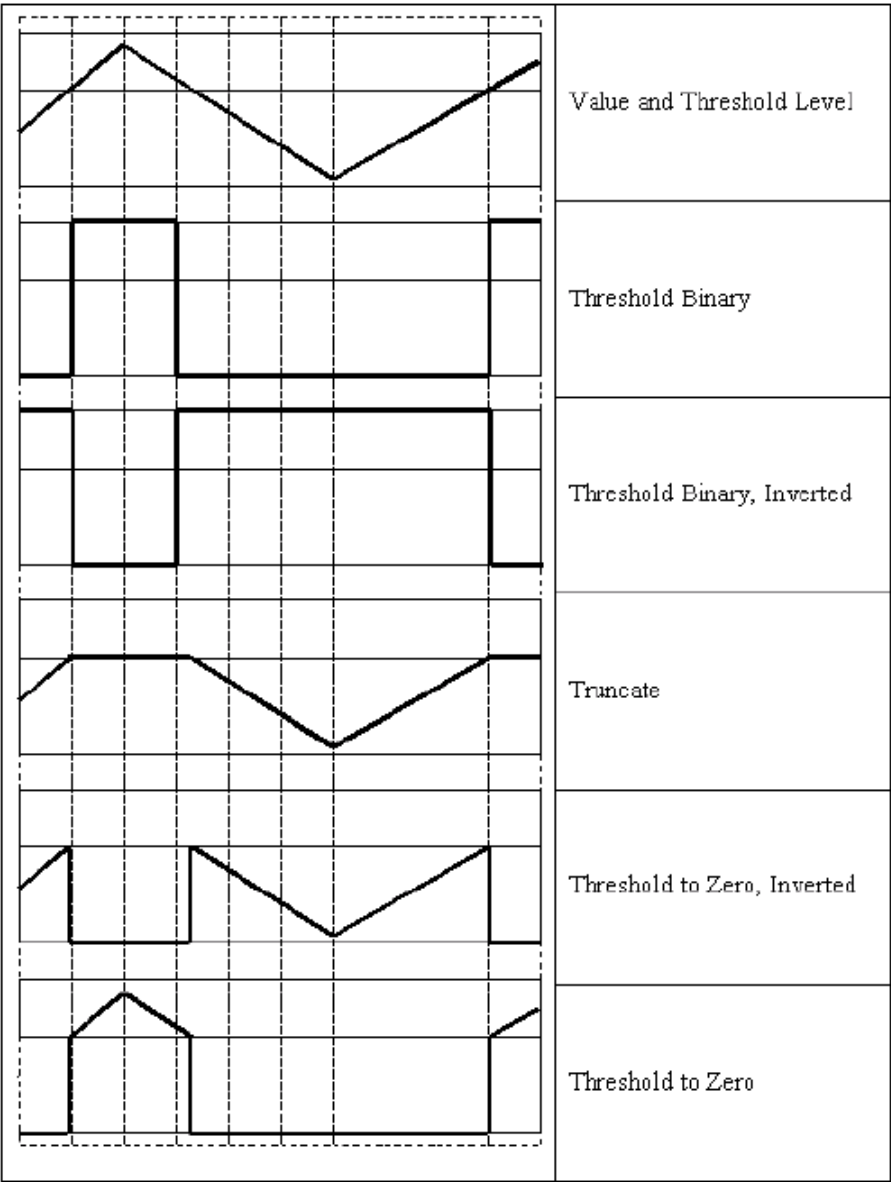 Value and Threshold Level
Threshold Binary
Threshold Binary, Inverted
Truncate
Threshold to Zero, Inverted
Threshold to Zero